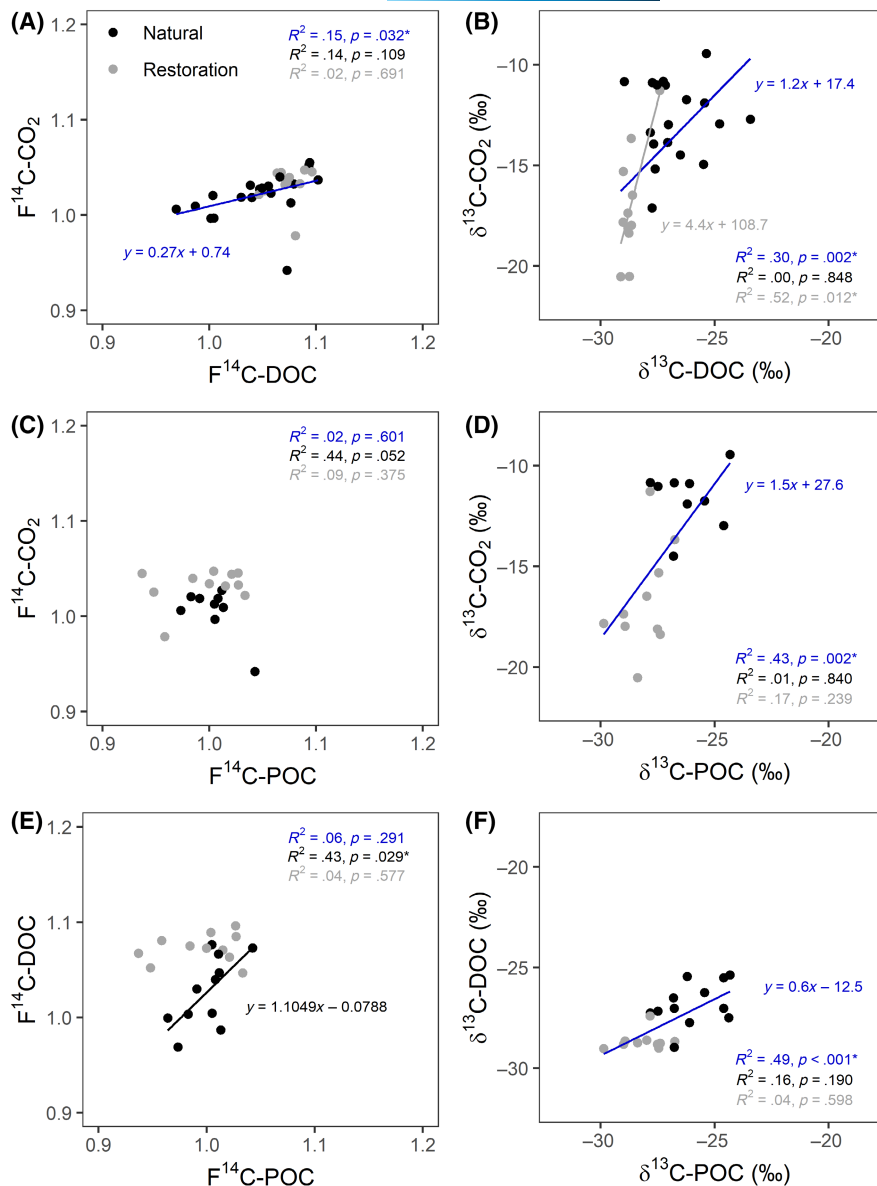 (A)
1.2
1.1
1.0
0.9
F¹⁴C-CO₂
Natural
Restoration
R² = .15, p = .032*
R² = .14, p = .109
R² = .02, p = .691
y = 0.27x + 0.74
0.9 1.0 1.1 1.2
F¹⁴C-DOC
(B)
−10
−15
−20
δ¹³C-CO₂ (‰)
y = 1.2x + 17.4
y = 4.4x + 108.7
R² = .30, p = .002*
R² = .00, p = .848
R² = .52, p = .012*
−30 −25 −20
δ¹³C-DOC (‰)
(C)
1.2
1.1
1.0
0.9
F¹⁴C-CO₂
R² = .02, p = .601
R² = .44, p = .052
R² = .09, p = .375
0.9 1.0 1.1 1.2
F¹⁴C-POC
(D)
−10
−15
−20
δ¹³C-CO₂ (‰)
y = 1.5x + 27.6
R² = .43, p = .002*
R² = .01, p = .840
R² = .17, p = .239
−30 −25 −20
δ¹³C-POC (‰)
(E)
1.2
1.1
1.0
0.9
F¹⁴C-DOC
R² = .06, p = .291
R² = .43, p = .029*
R² = .04, p = .577
y = 1.1049x − 0.0788
0.9 1.0 1.1 1.2
F¹⁴C-POC
(F)
−20
−25
−30
δ¹³C-DOC (‰)
y = 0.6x − 12.5
R² = .49, p < .001*
R² = .16, p = .190
R² = .04, p = .598
−30 −25 −20
δ¹³C-POC (‰)